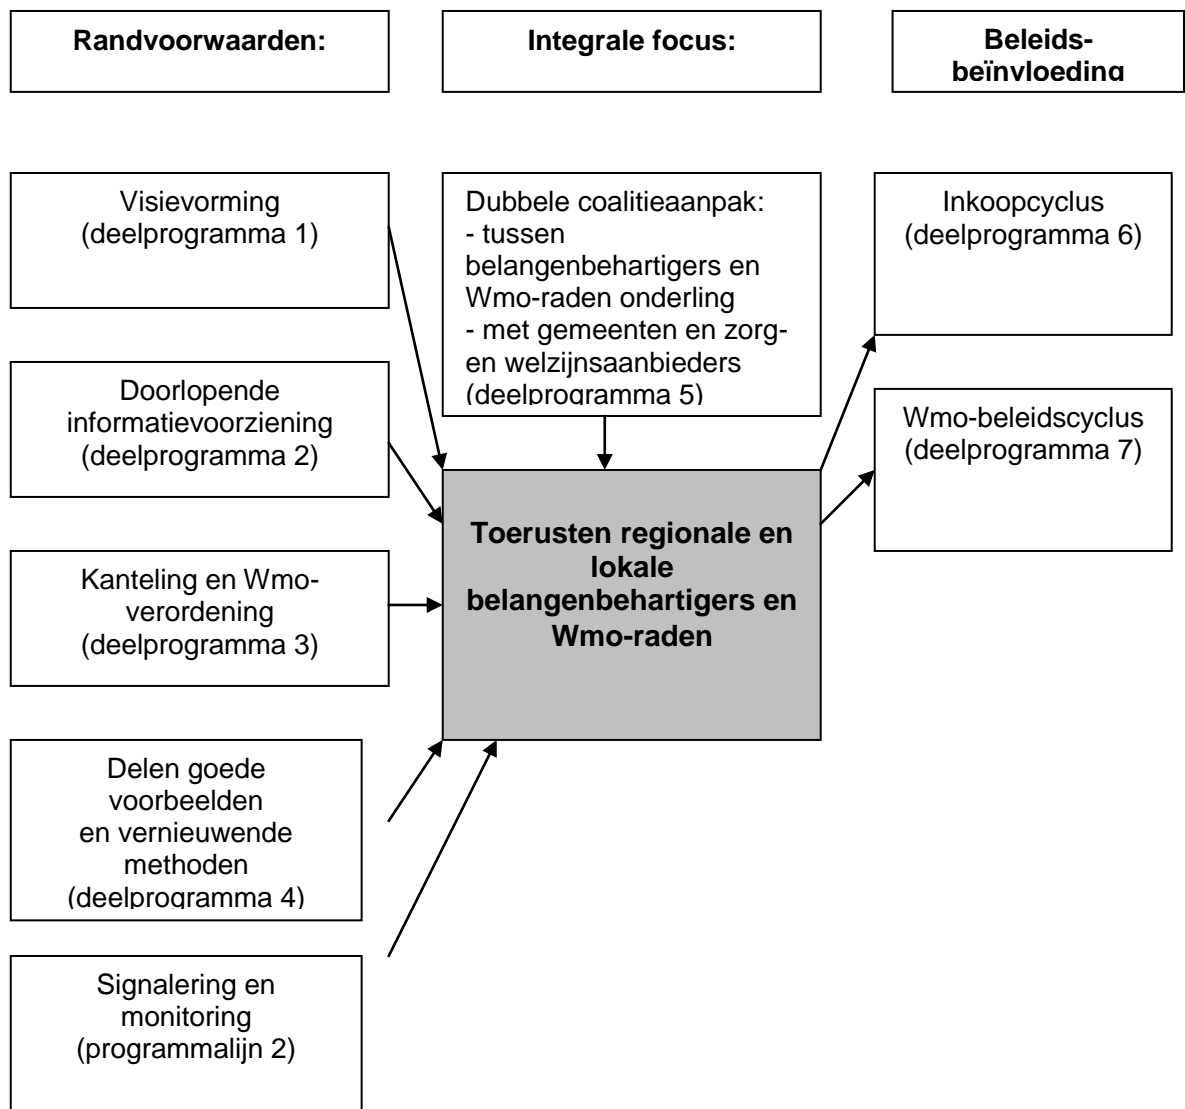 Randvoorwaarden:
Integrale focus:
Beleids-
beïnvloeding
Visievorming
(deelprogramma 1)
Doorlopende
informatievoorziening
(deelprogramma 2)
Kanteling en Wmo-
verordening
(deelprogramma 3)
Delen goede
voorbeelden
en vernieuwende
methoden
(deelprogramma 4)
Signalering en
monitoring
(programmalijn 2)
Dubbele coalitieaanpak:
- tussen
belangenbehartigers en
Wmo-raden onderling
- met gemeenten en zorg-
en welzijnsaanbieders
(deelprogramma 5)
Toerusten regionale en
lokale
belangenbehartigers en
Wmo-raden
Inkoopcyclus
(deelprogramma 6)
Wmo-beleidscyclus
(deelprogramma 7)